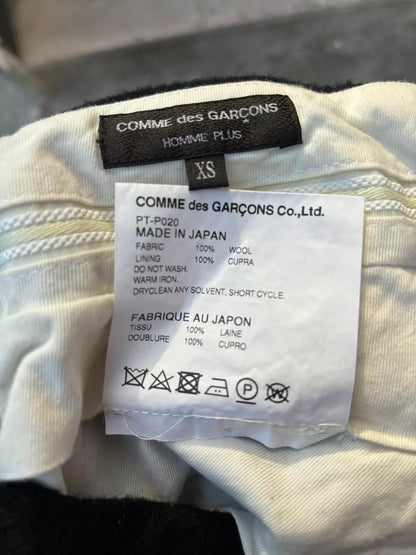 COMME des GARÇONS
HOMME PLUS
XS
COMME des GARÇONS Co.,Ltd.
PT-P020
MADE IN JAPAN
FABRIC 100% WOOL
LINING 100% CUPRA
DO NOT WASH.
WARM IRON.
DRYCLEAN ANY SOLVENT, SHORT CYCLE.
FABRIQUE AU JAPON
TISSU 100% LAINE
DOUBLURE 100% CUPRO
P W